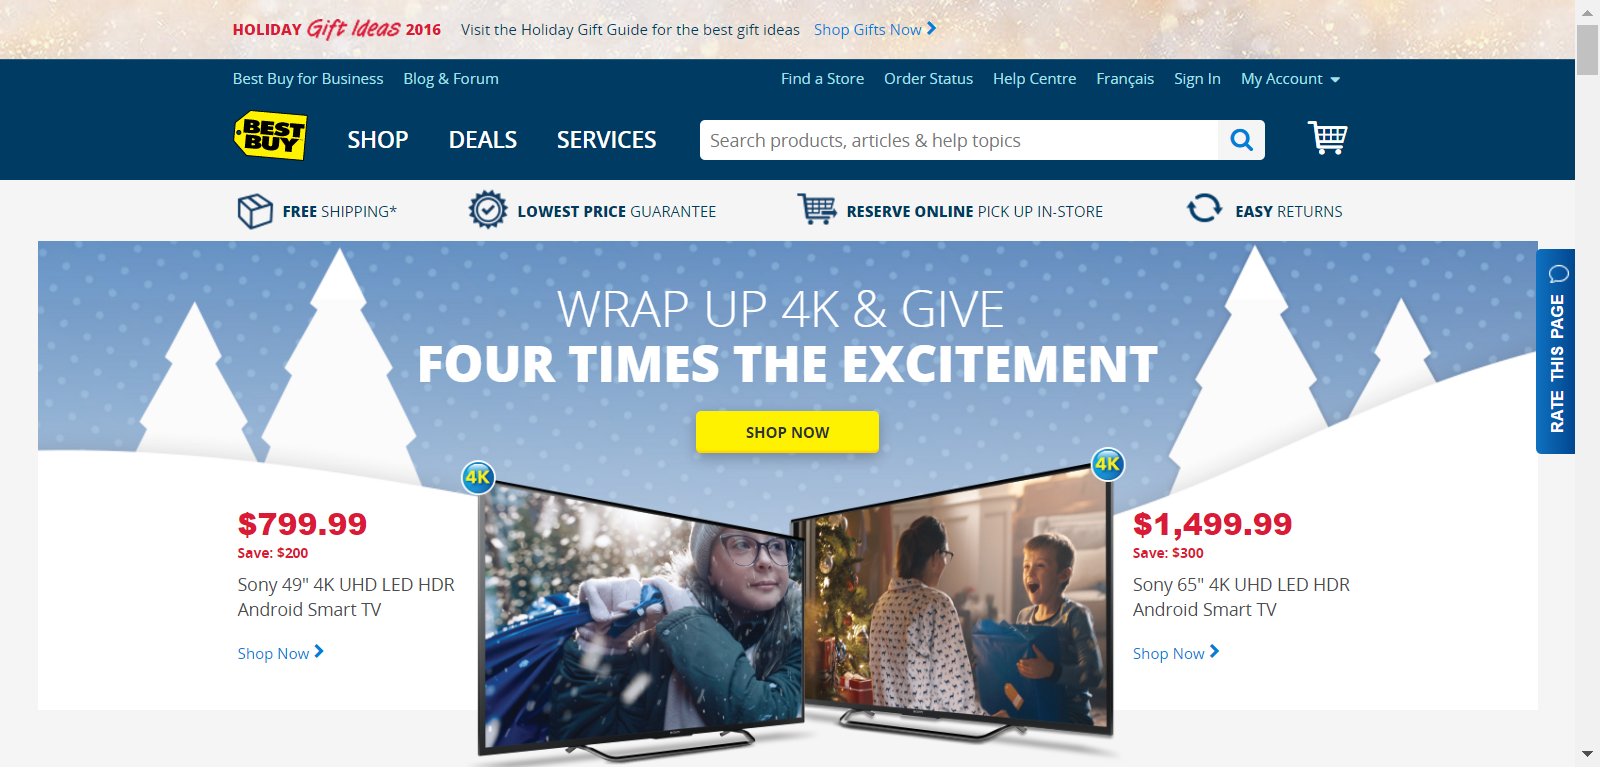 HOLIDAY Gift Ideas 2016 Visit the Holiday Gift Guide for the best gift ideas Shop Gifts Now
Best Buy for Business Blog & Forum Find a Store Order Status Help Centre Français Sign In My Account
BEST
BUY
SHOP DEALS SERVICES Search products, articles & help topics
FREE SHIPPING* LOWEST PRICE GUARANTEE RESERVE ONLINE PICK UP IN-STORE EASY RETURNS
WRAP UP 4K & GIVE
FOUR TIMES THE EXCITEMENT
SHOP NOW
RATE THIS PAGE
4K
4K
$799.99
Save: $200
Sony 49" 4K UHD LED HDR
Android Smart TV
Shop Now
$1,499.99
Save: $300
Sony 65" 4K UHD LED HDR
Android Smart TV
Shop Now